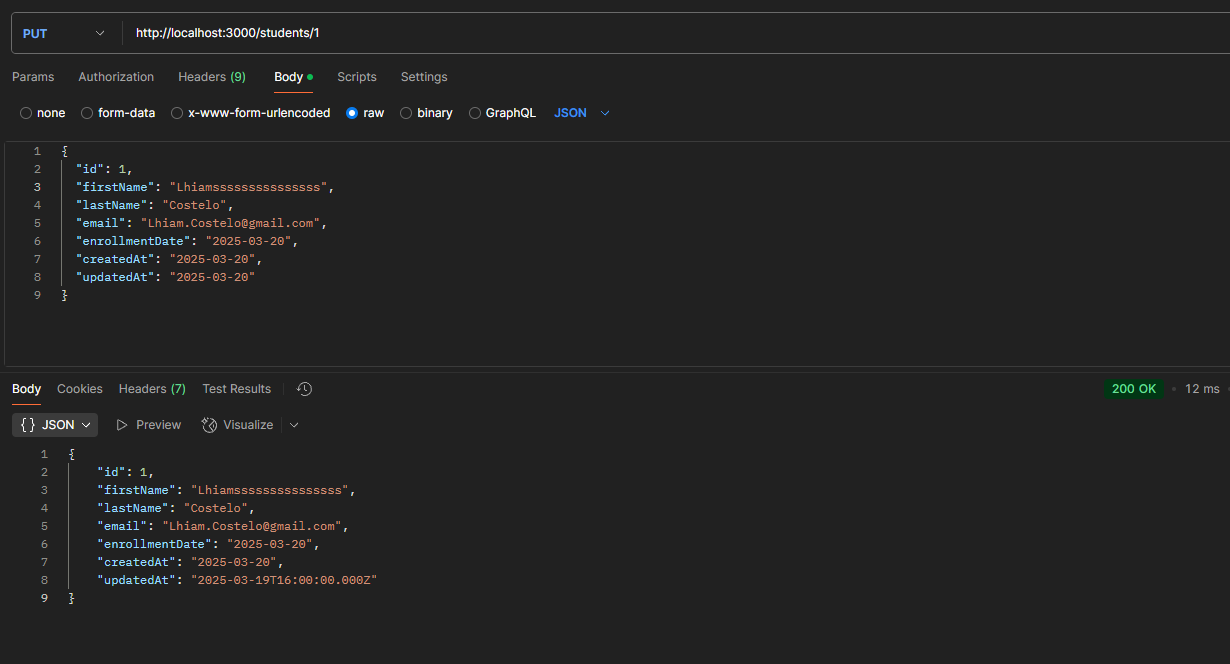 PUT http://localhost:3000/students/1
Params Authorization Headers (9) Body Scripts Settings
none form-data x-www-form-urlencoded raw binary GraphQL JSON
1 {
2 "id": 1,
3 "firstName": "Lhiamsssssssssssssss",
4 "lastName": "Costelo",
5 "email": "Lhiam.Costelo@gmail.com",
6 "enrollmentDate": "2025-03-20",
7 "createdAt": "2025-03-20",
8 "updatedAt": "2025-03-20"
9 }
Body Cookies Headers (7) Test Results 200 OK • 12 ms
{} JSON Preview Visualize
1 {
2 "id": 1,
3 "firstName": "Lhiamsssssssssssssss",
4 "lastName": "Costelo",
5 "email": "Lhiam.Costelo@gmail.com",
6 "enrollmentDate": "2025-03-20",
7 "createdAt": "2025-03-20",
8 "updatedAt": "2025-03-19T16:00:00.000Z"
9 }